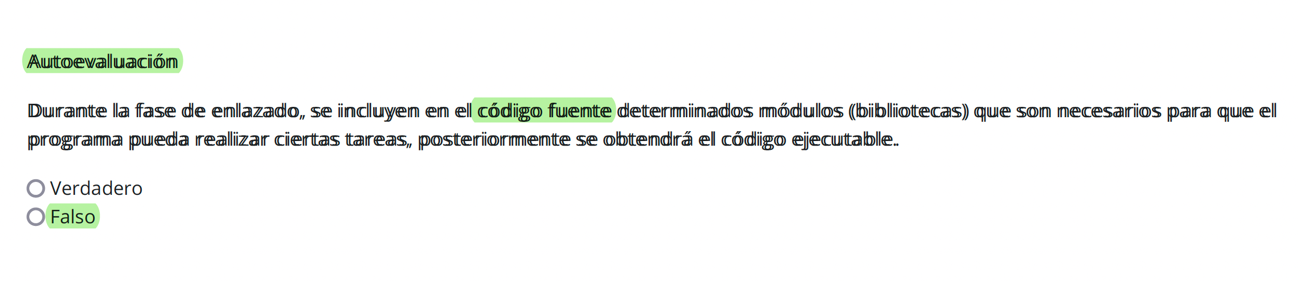 Autoevaluación
Durante la fase de enlazado, se incluyen en el código fuente determinados módulos (bibliotecas) que son necesarios para que el
programa pueda realizar ciertas tareas, posteriormente se obtendrá el código ejecutable.
Verdadero
Falso